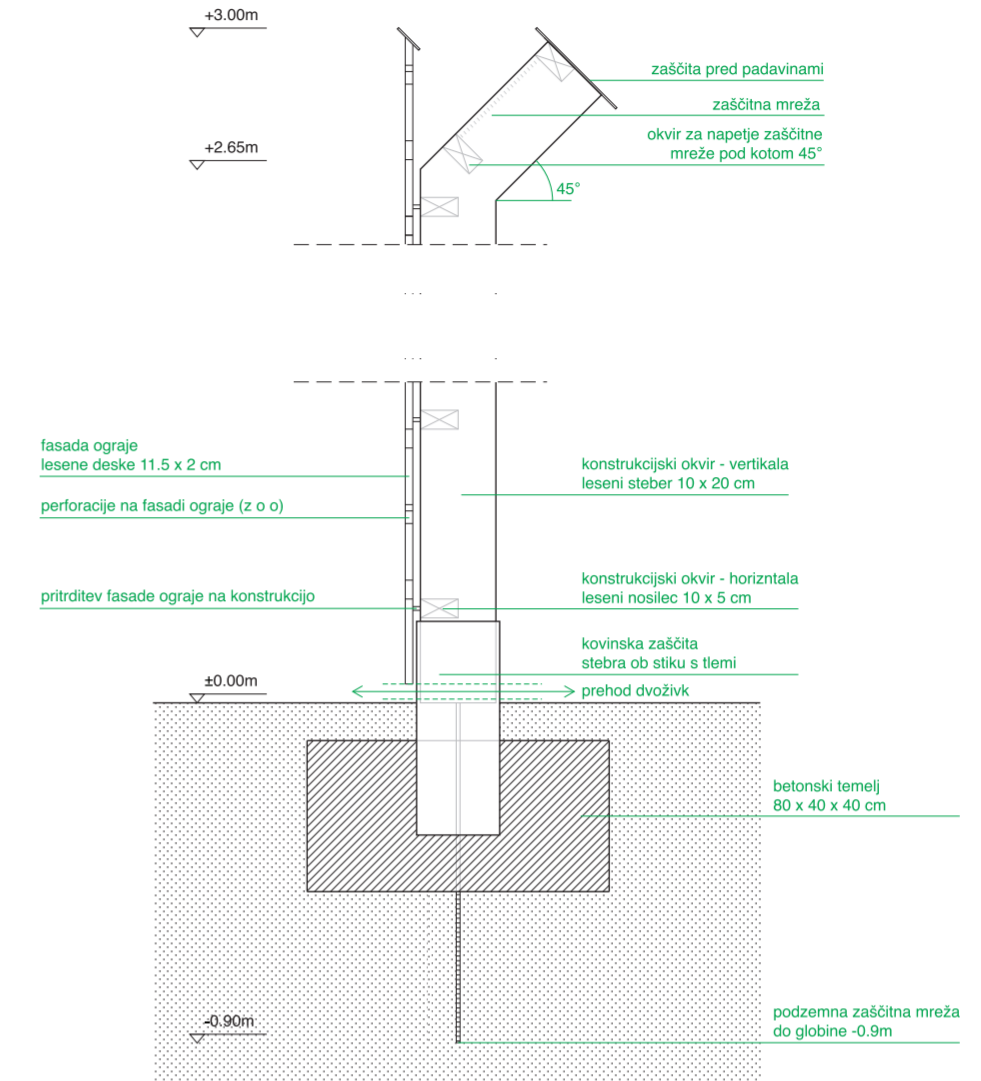 +3.00m
zaščita pred padavinami
zaščitna mreža
okvir za napetje zaščitne
mreže pod kotom 45°
+2.65m
45°
fasada ograje
lesene deske 11.5 x 2 cm
konstrukcijski okvir - vertikala
leseni steber 10 x 20 cm
perforacije na fasadi ograje (z o o)
konstrukcijski okvir - horizntala
leseni nosilec 10 x 5 cm
pritrditev fasade ograje na konstrukcijo
kovinska zaščita
stebra ob stiku s tlemi
±0.00m
prehod dvoživk
betonski temelj
80 x 40 x 40 cm
-0.90m
podzemna zaščitna mreža
do globine -0.9m